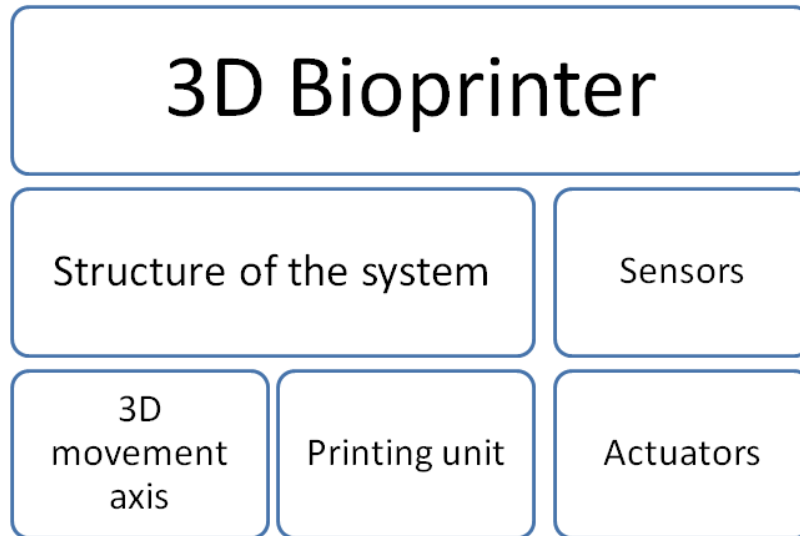 3D Bioprinter
Structure of the system
Sensors
3D
movement
axis
Printing unit
Actuators